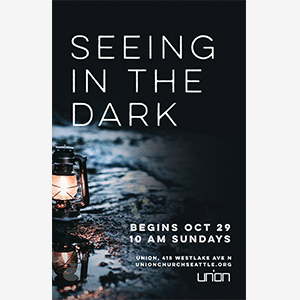 SEEING
IN THE
DARK
BEGINS OCT 29
10 AM SUNDAYS
UNION, 415 WESTLAKE AVE N
UNIONCHURCHSEATTLE.ORG
union